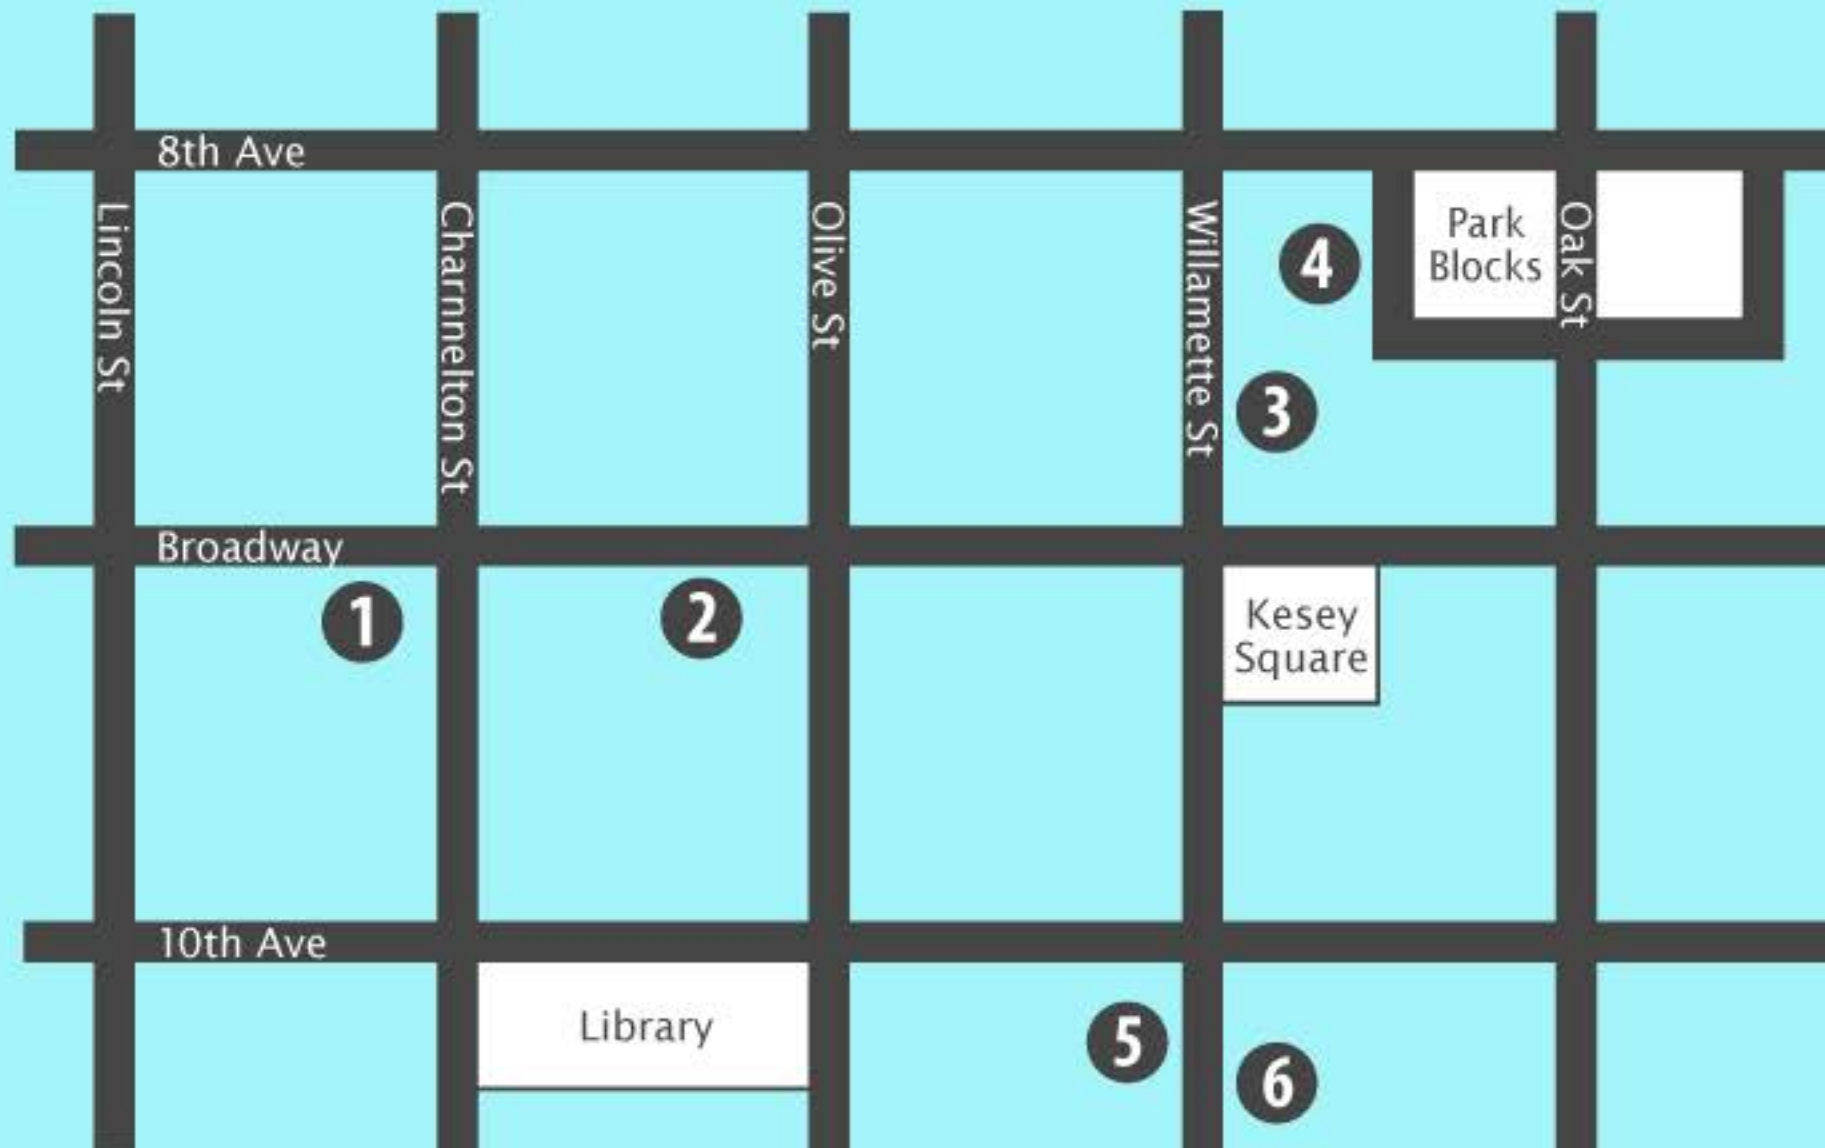 8th Ave
Lincoln St
Charnnelton St
Olive St
Willamette St
Oak St
Park
Blocks
4
3
Broadway
1
2
Kesey
Square
10th Ave
Library
5
6